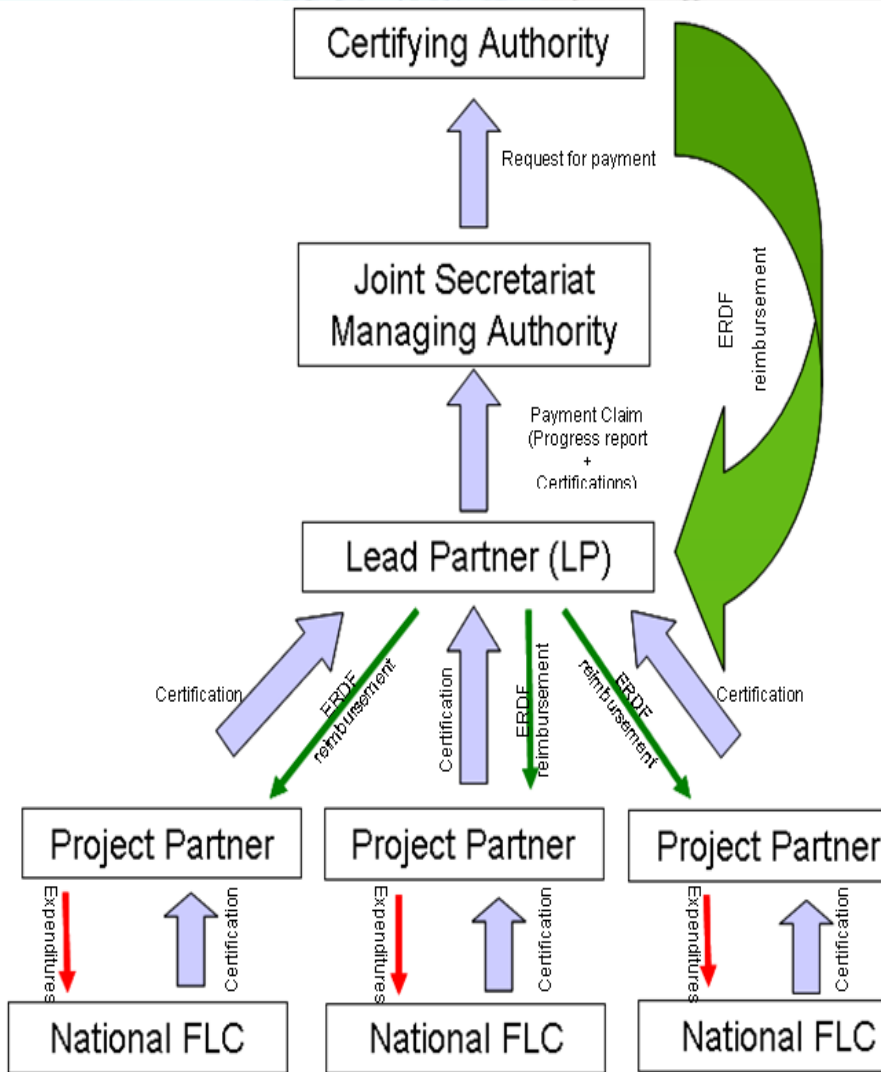 Certifying Authority
Request for payment
Joint Secretariat
Managing Authority
ERDF
reimbursement
Payment Claim
(Progress report
+
Certifications)
Lead Partner (LP)
Certification
ERDF
reimbursement
Certification
ERDF
reimbursement
ERDF
reimbursement
Certification
Project Partner
Project Partner
Project Partner
Expenditures
Certification
Expenditures
Certification
Expenditures
Certification
National FLC
National FLC
National FLC